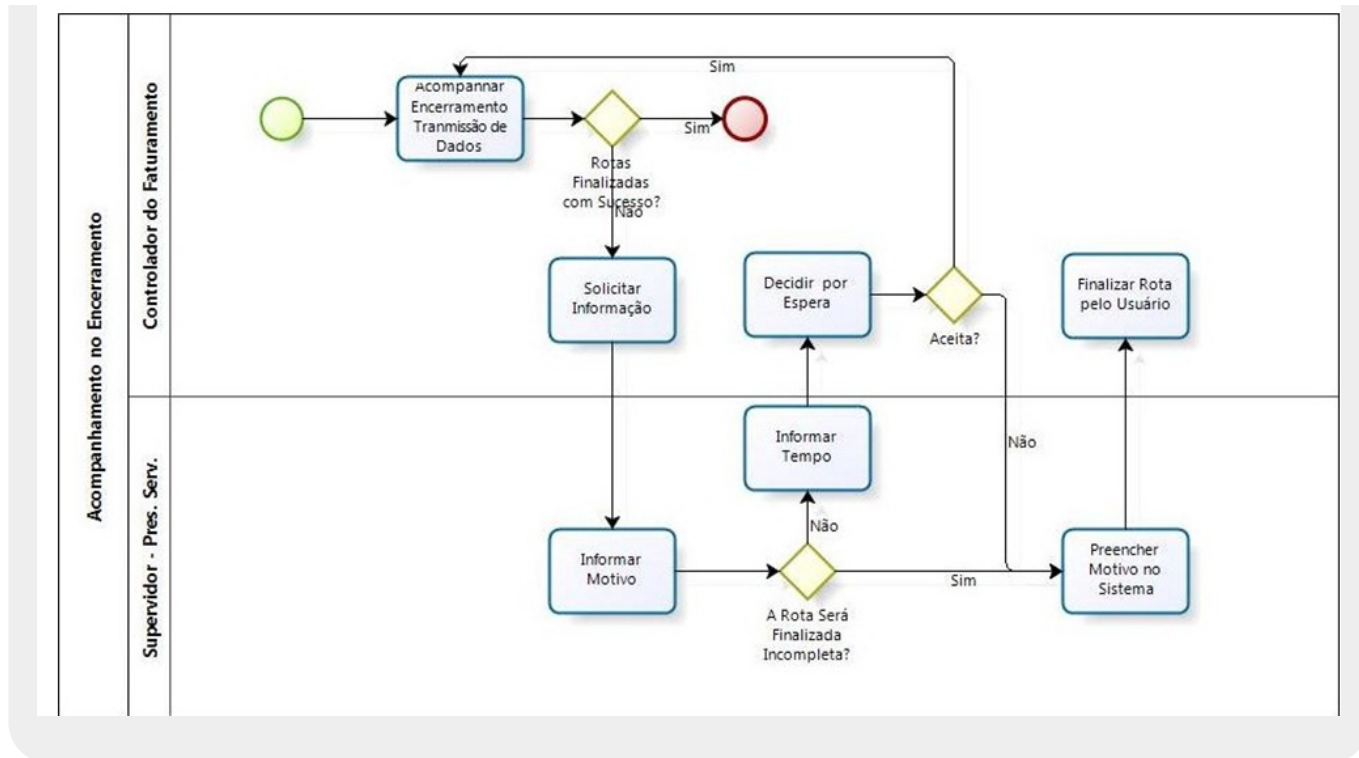 Acompanhamento no Encerramento
Controlador do Faturamento
Supervisor - Pres. Serv.
Acompanhar
Encerramento
Tranmissão de
Dados
Sim
Sim
Rotas
Finalizadas
com Sucesso?
Não
Solicitar
Informação
Decidir por
Espera
Aceita?
Finalizar Rota
pelo Usuário
Informar
Tempo
Não
Não
Informar
Motivo
A Rota Será
Finalizada
Incompleta?
Sim
Preencher
Motivo no
Sistema